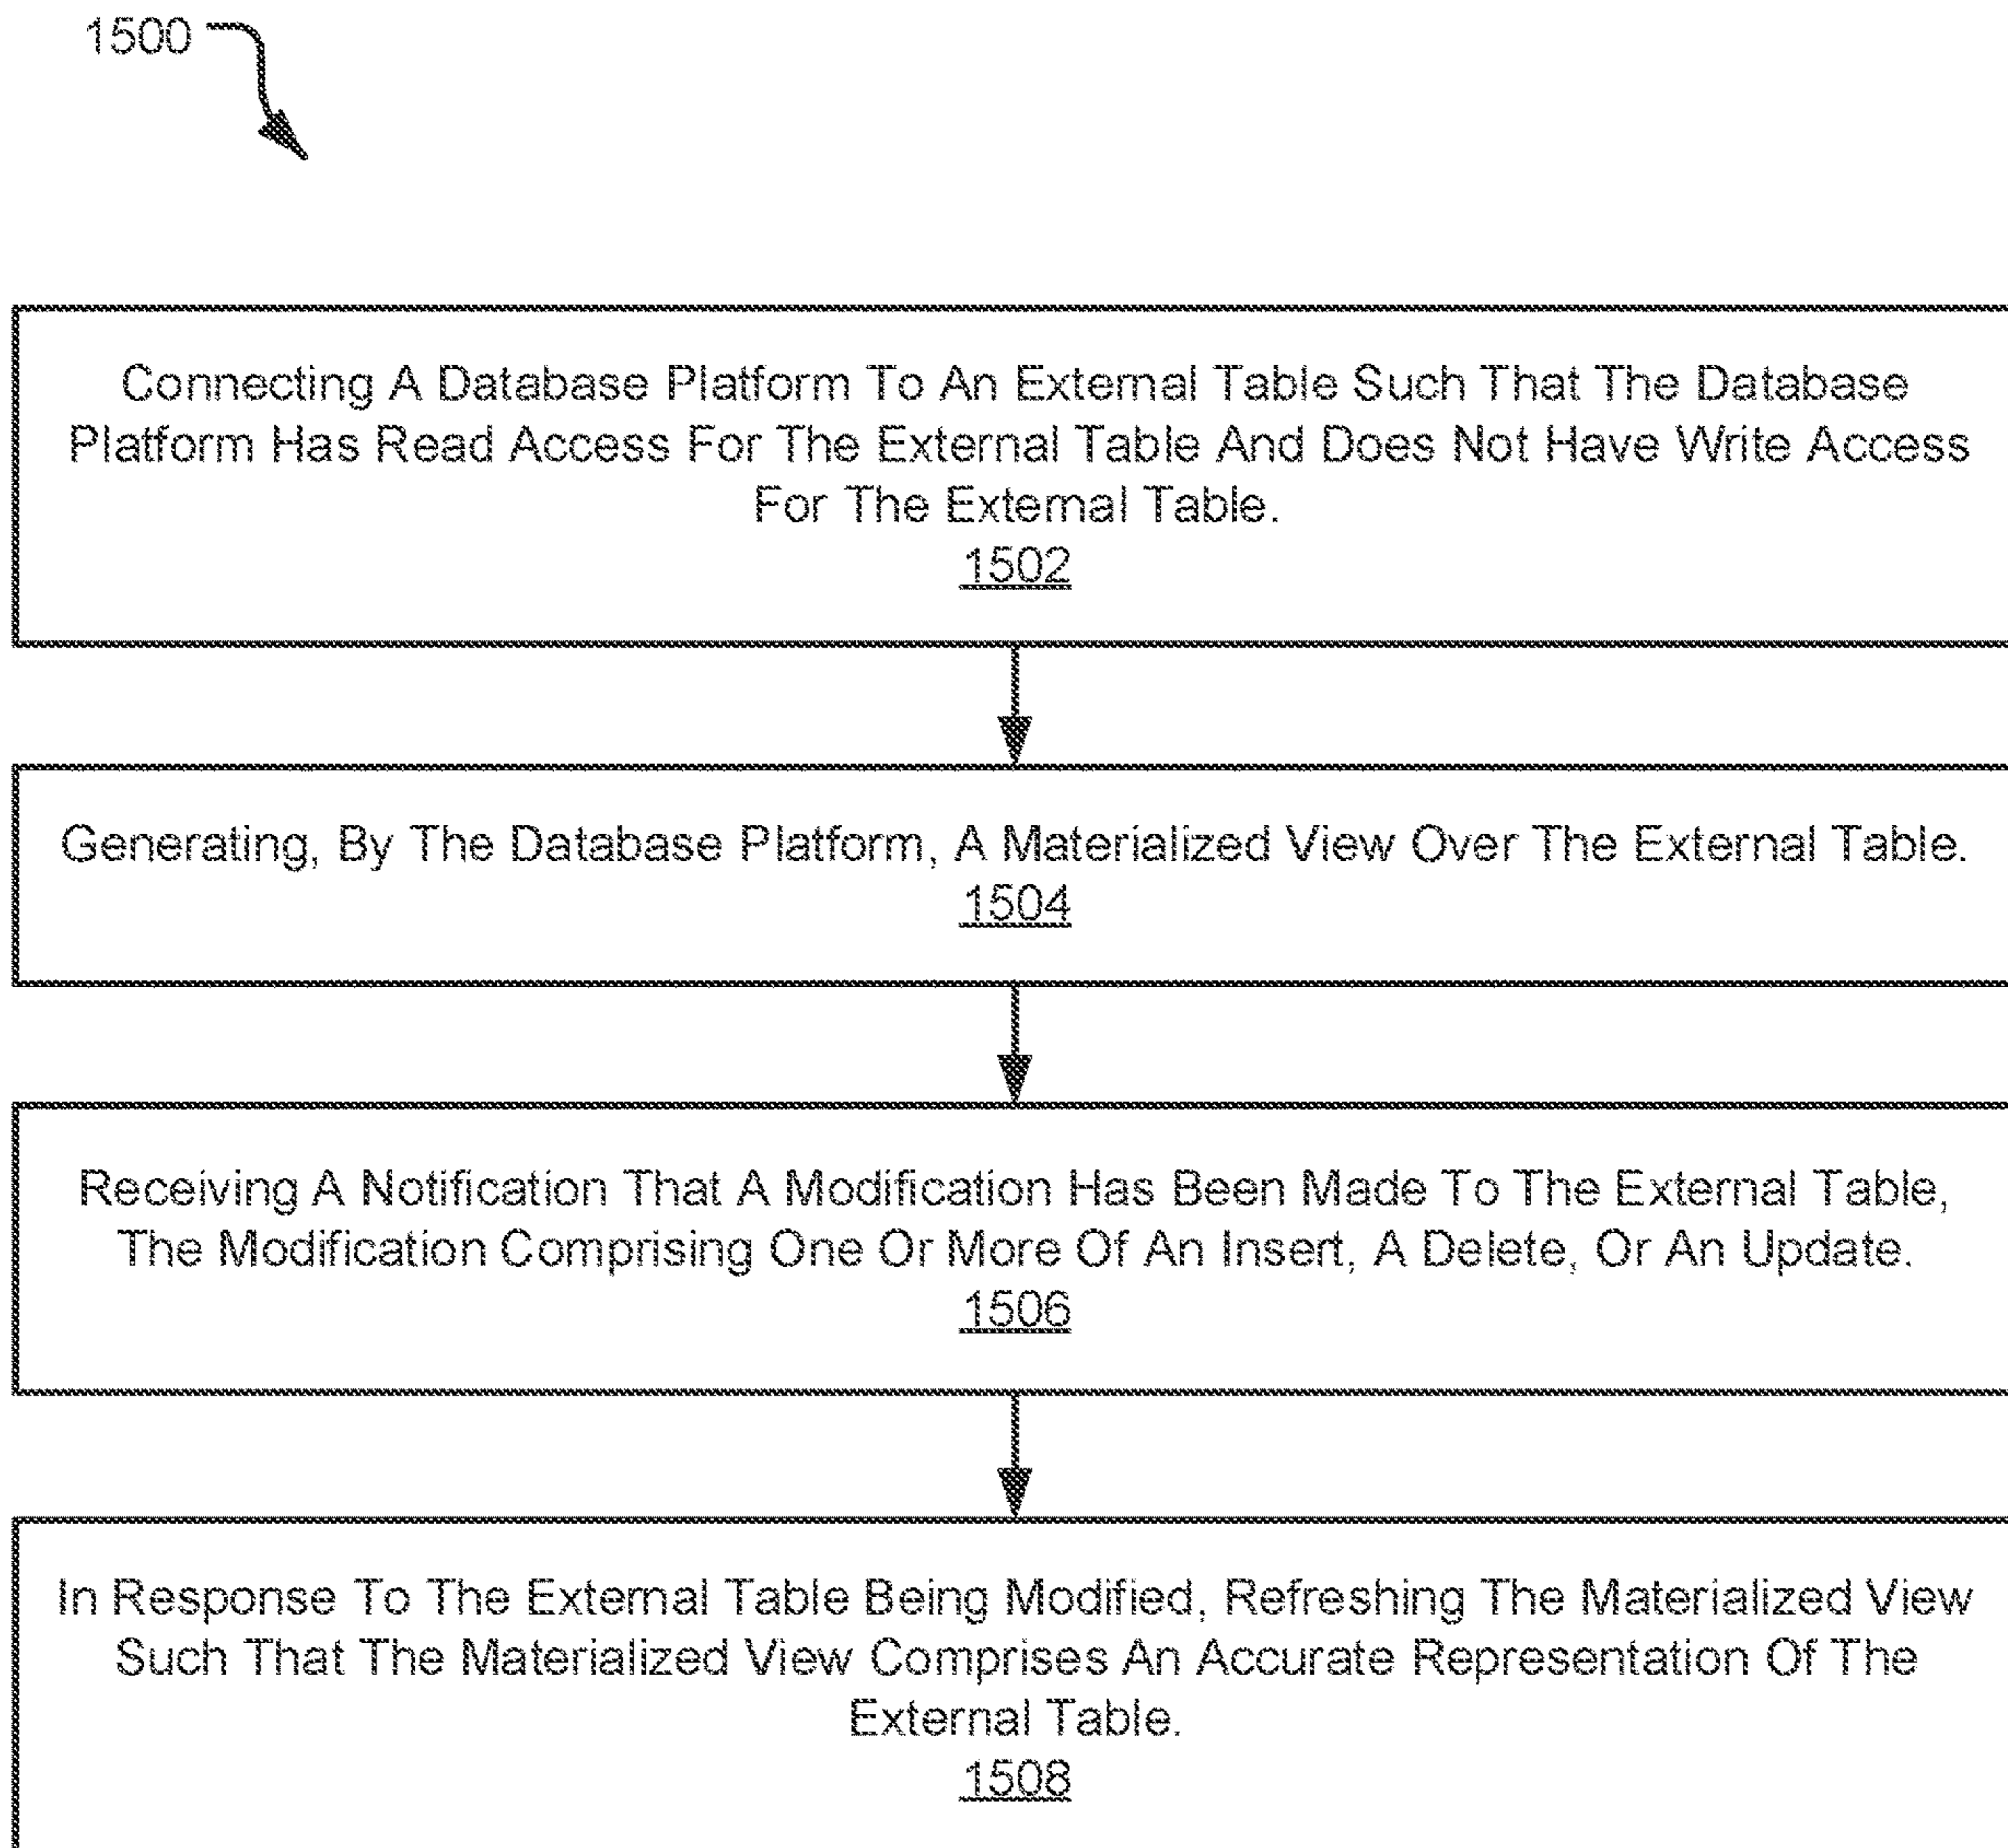 1500
Connecting A Database Platform To An External Table Such That The Database
Platform Has Read Access For The External Table And Does Not Have Write Access
For The External Table.
1502
Generating, By The Database Platform, A Materialized View Over The External Table.
1504
Receiving A Notification That A Modification Has Been Made To The External Table,
The Modification Comprising One Or More Of An Insert, A Delete, Or An Update.
1506
In Response To The External Table Being Modified, Refreshing The Materialized View
Such That The Materialized View Comprises An Accurate Representation Of The
External Table.
1508